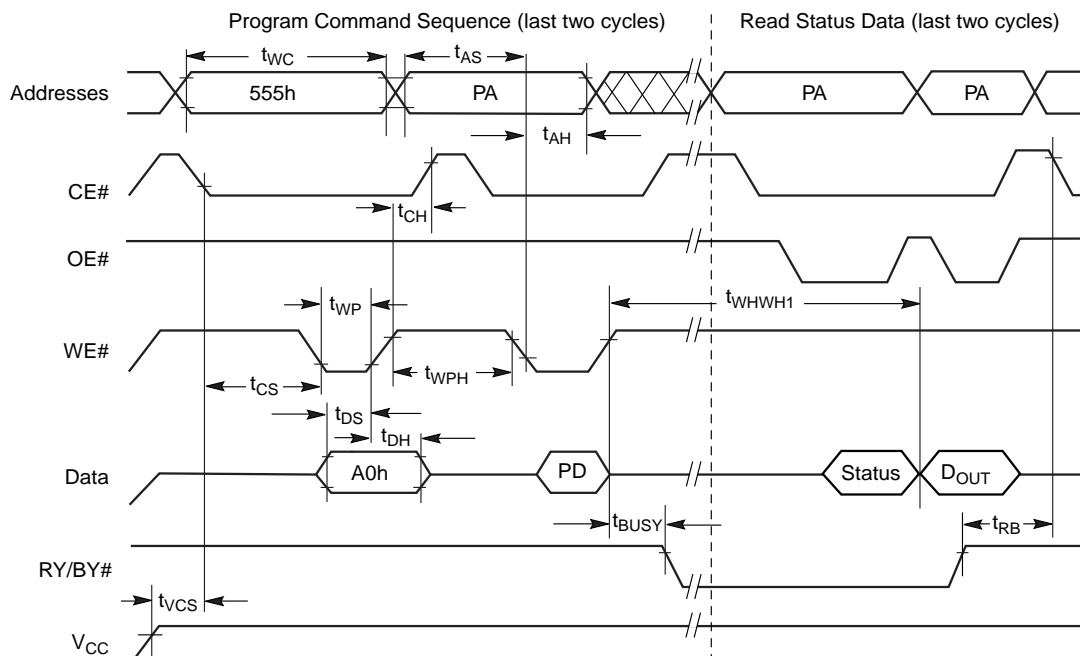 Program Command Sequence (last two cycles)
Read Status Data (last two cycles)
tWC
tAS
Addresses
555h
PA
PA
PA
tAH
CE#
tCH
OE#
tWP
tWHWH1
WE#
tCS
tWPH
tDS
tDH
Data
A0h
PD
Status
DOUT
tBUSY
tRB
RY/BY#
tVCS
VCC